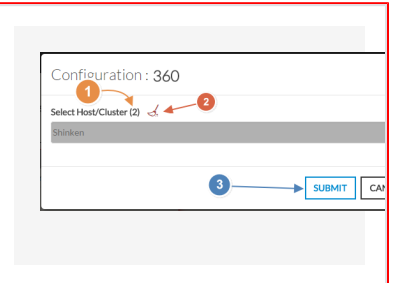 Configuration : 360
1
Select Host/Cluster (2)
2
Shinken
3
SUBMIT